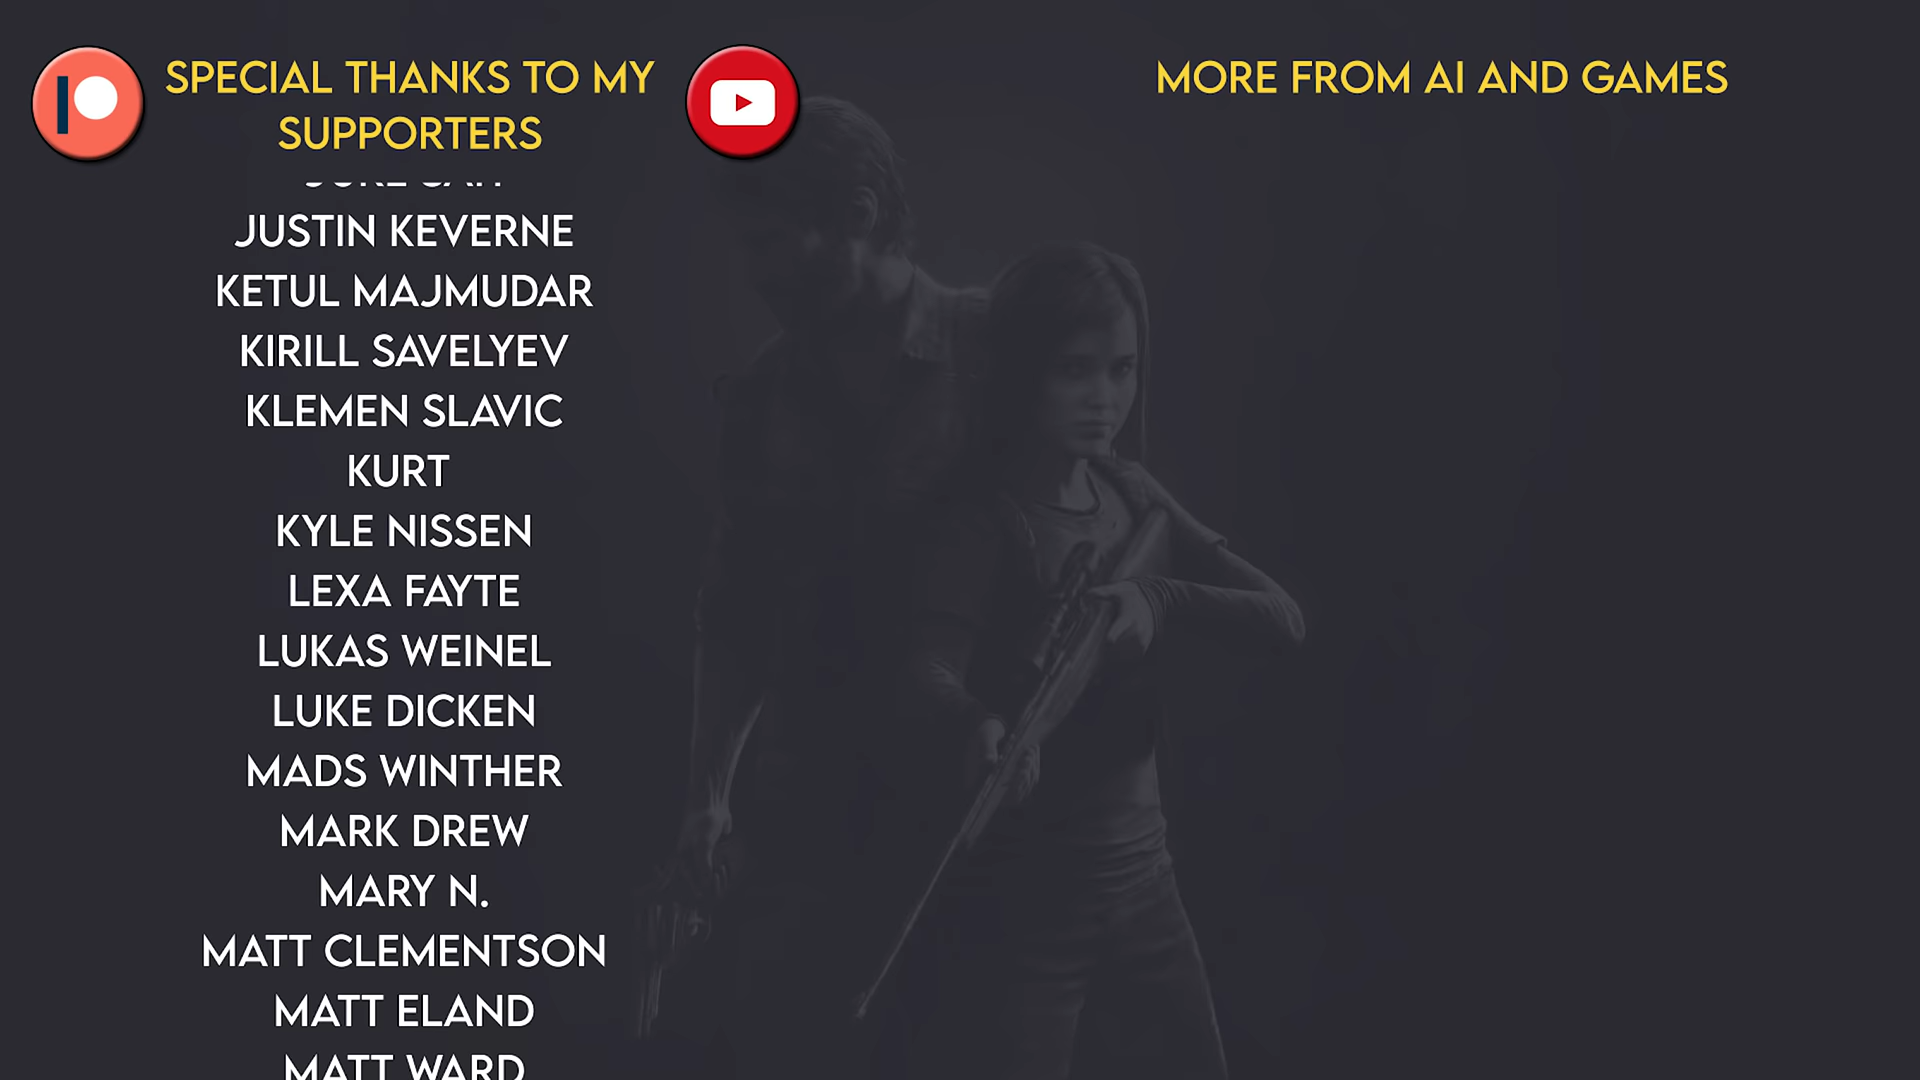 SPECIAL THANKS TO MY
SUPPORTERS
MORE FROM AI AND GAMES
JUSTIN KEVERNE
KETUL MAJMUDAR
KIRILL SAVELYEV
KLEMEN SLAVIC
KURT
KYLE NISSEN
LEXA FAYTE
LUKAS WEINEL
LUKE DICKEN
MADS WINTHER
MARK DREW
MARY N.
MATT CLEMENTSON
MATT ELAND
MATT WARD